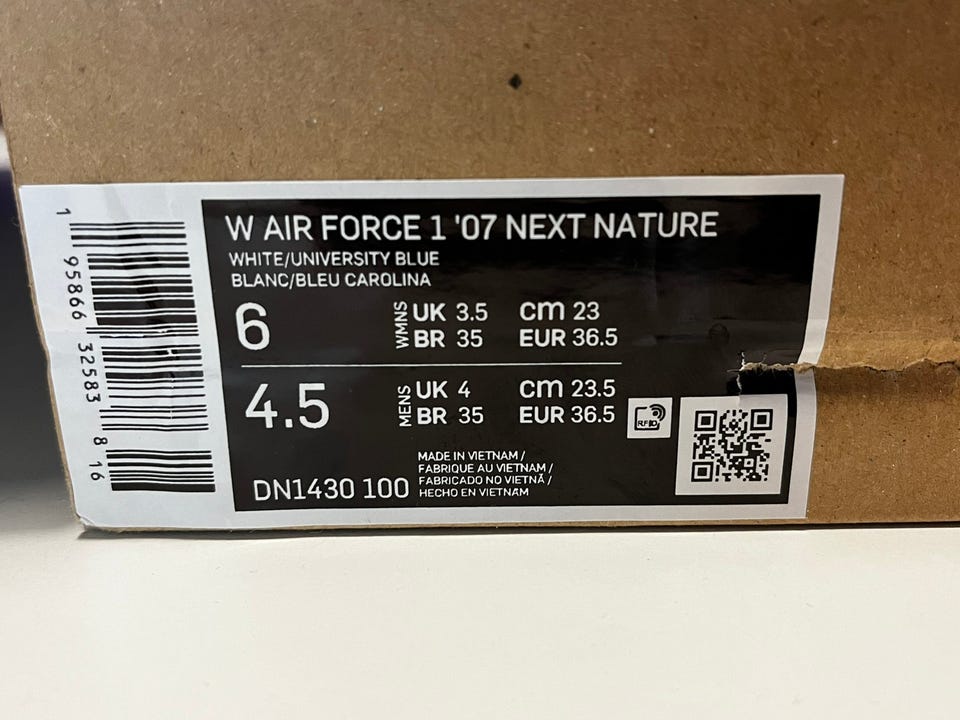 W AIR FORCE 1 '07 NEXT NATURE
WHITE/UNIVERSITY BLUE
BLANC/BLEU CAROLINA
6 WMNS UK 3.5 cm 23
BR 35 EUR 36.5
4.5 MENS UK 4 cm 23.5
BR 35 EUR 36.5
RFID
MADE IN VIETNAM /
FABRIQUE AU VIETNAM /
FABRICADO NO VIETNÃ /
HECHO EN VIETNAM
DN1430 100
1 95866 32583 8 16